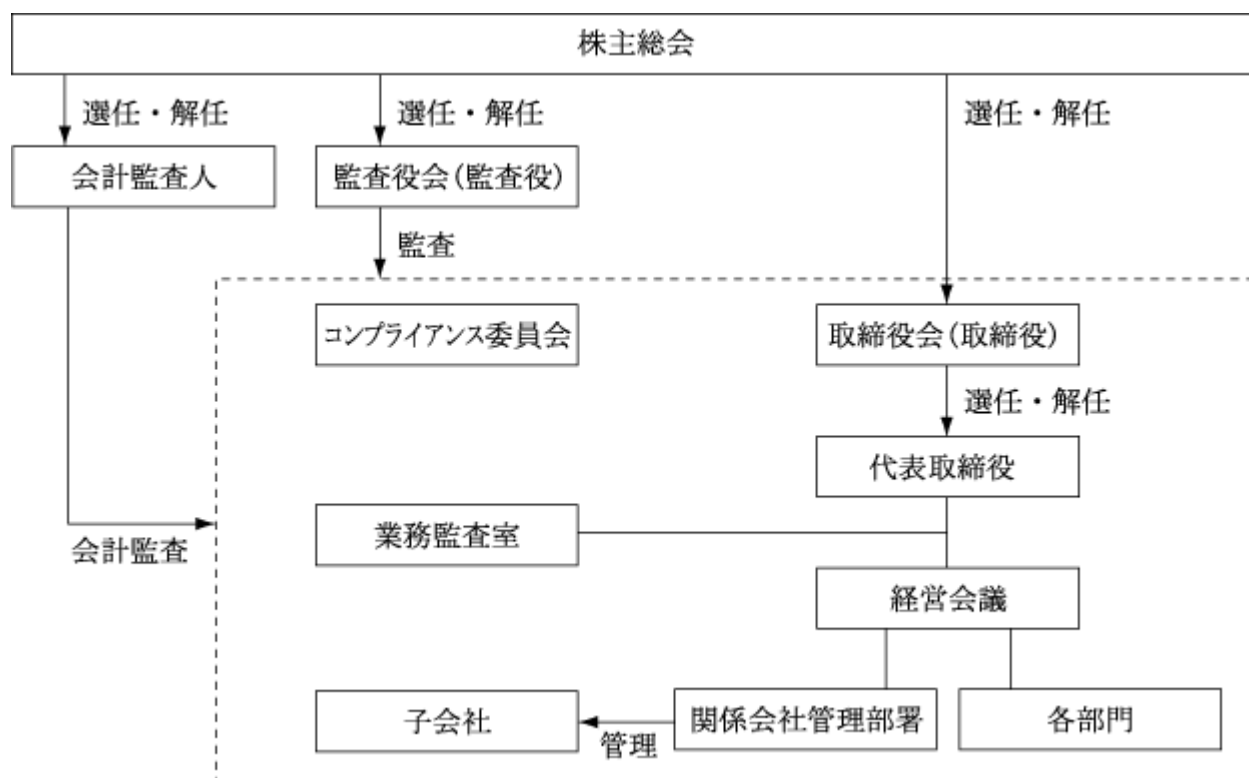 株主総会
選任・解任
選任・解任
選任・解任
会計監査人
監査役会(監査役)
監査
コンプライアンス委員会
取締役会(取締役)
選任・解任
代表取締役
業務監査室
会計監査
経営会議
子会社
管理
関係会社管理部署
各部門